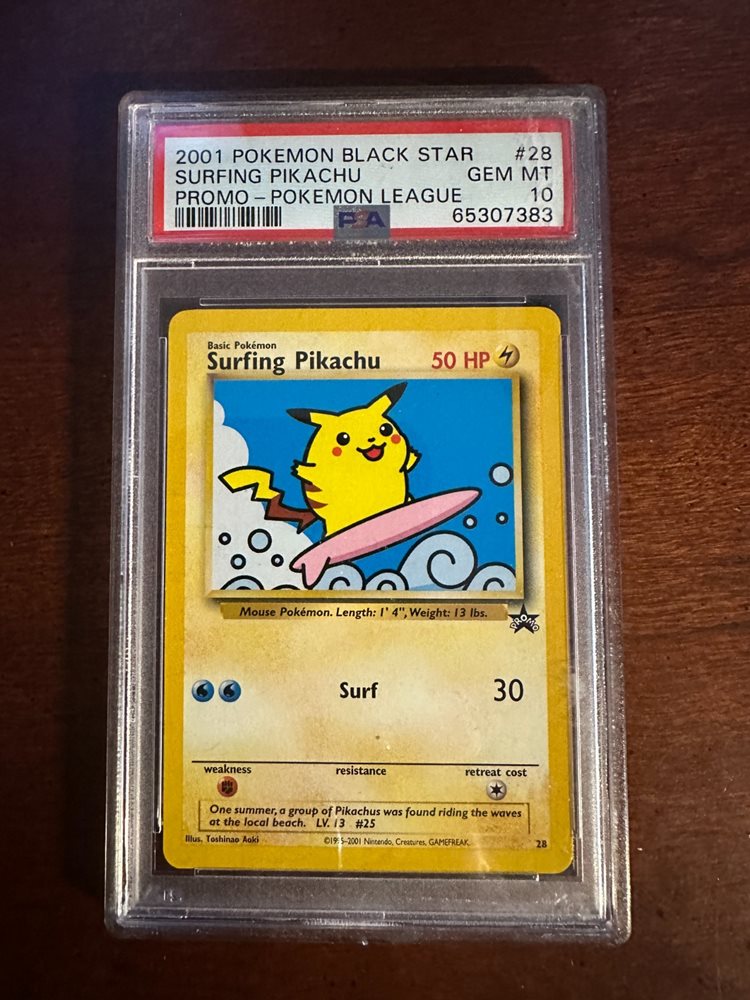 2001 POKEMON BLACK STAR #28
SURFING PIKACHU GEM MT
PROMO – POKEMON LEAGUE 10
PSA 65307383
Basic Pokémon
Surfing Pikachu 50 HP
Mouse Pokémon. Length: 1' 4", Weight: 13 lbs.
PROMO
Surf 30
weakness resistance retreat cost
One summer, a group of Pikachus was found riding the waves
at the local beach. LV. 13 #25
Illus. Toshinao Aoki ©1995-2001 Nintendo, Creatures, GAMEFREAK. 28